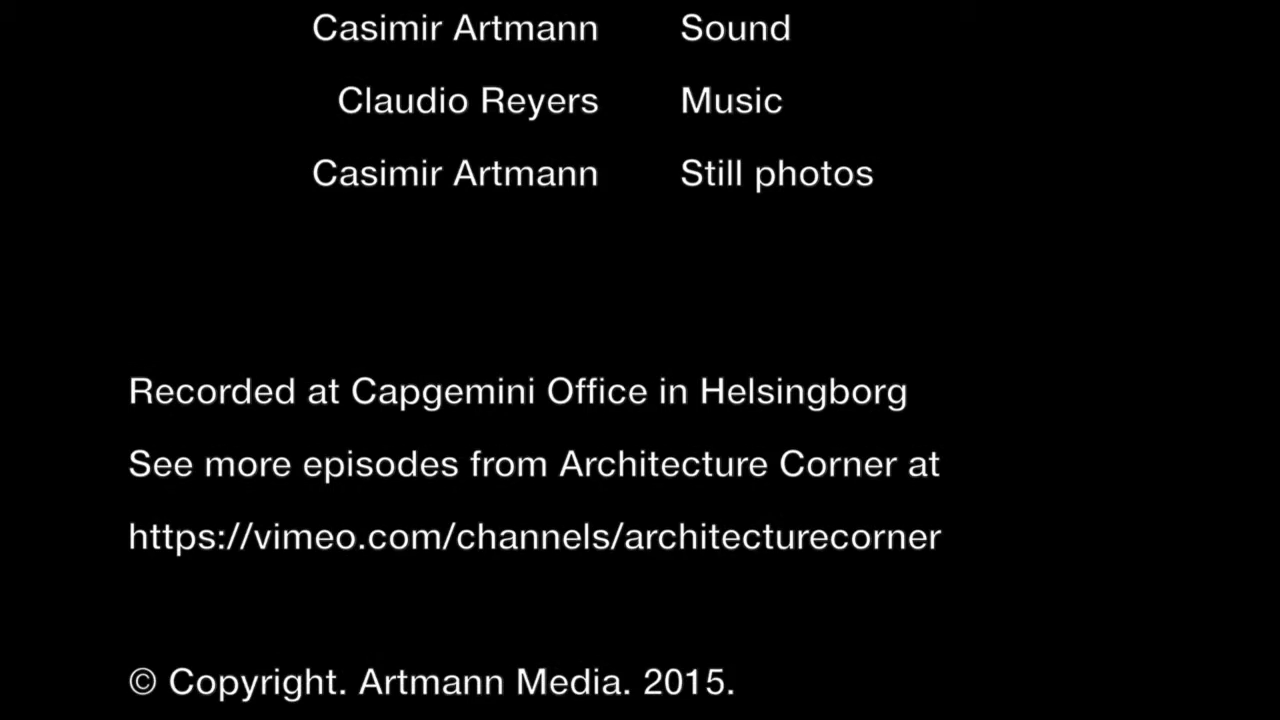 Casimir Artmann Sound
Claudio Reyers Music
Casimir Artmann Still photos
Recorded at Capgemini Office in Helsingborg
See more episodes from Architecture Corner at
https://vimeo.com/channels/architecturecorner
© Copyright. Artmann Media. 2015.